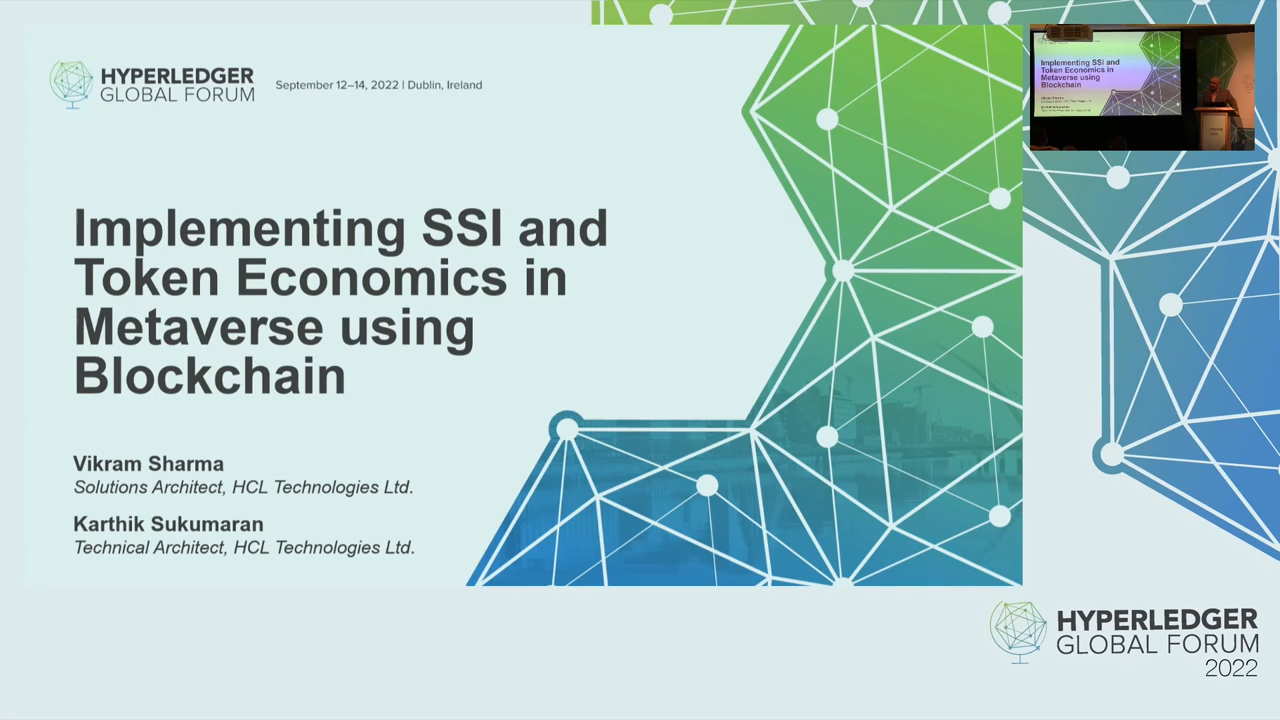 HYPERLEDGER
GLOBAL FORUM
September 12–14, 2022 | Dublin, Ireland
Implementing SSI and
Token Economics in
Metaverse using
Blockchain
Vikram Sharma
Solutions Architect, HCL Technologies Ltd.
Karthik Sukumaran
Technical Architect, HCL Technologies Ltd.
Implementing SSI and
Token Economics in
Metaverse using
Blockchain
HYPERLEDGER
GLOBAL FORUM
2022